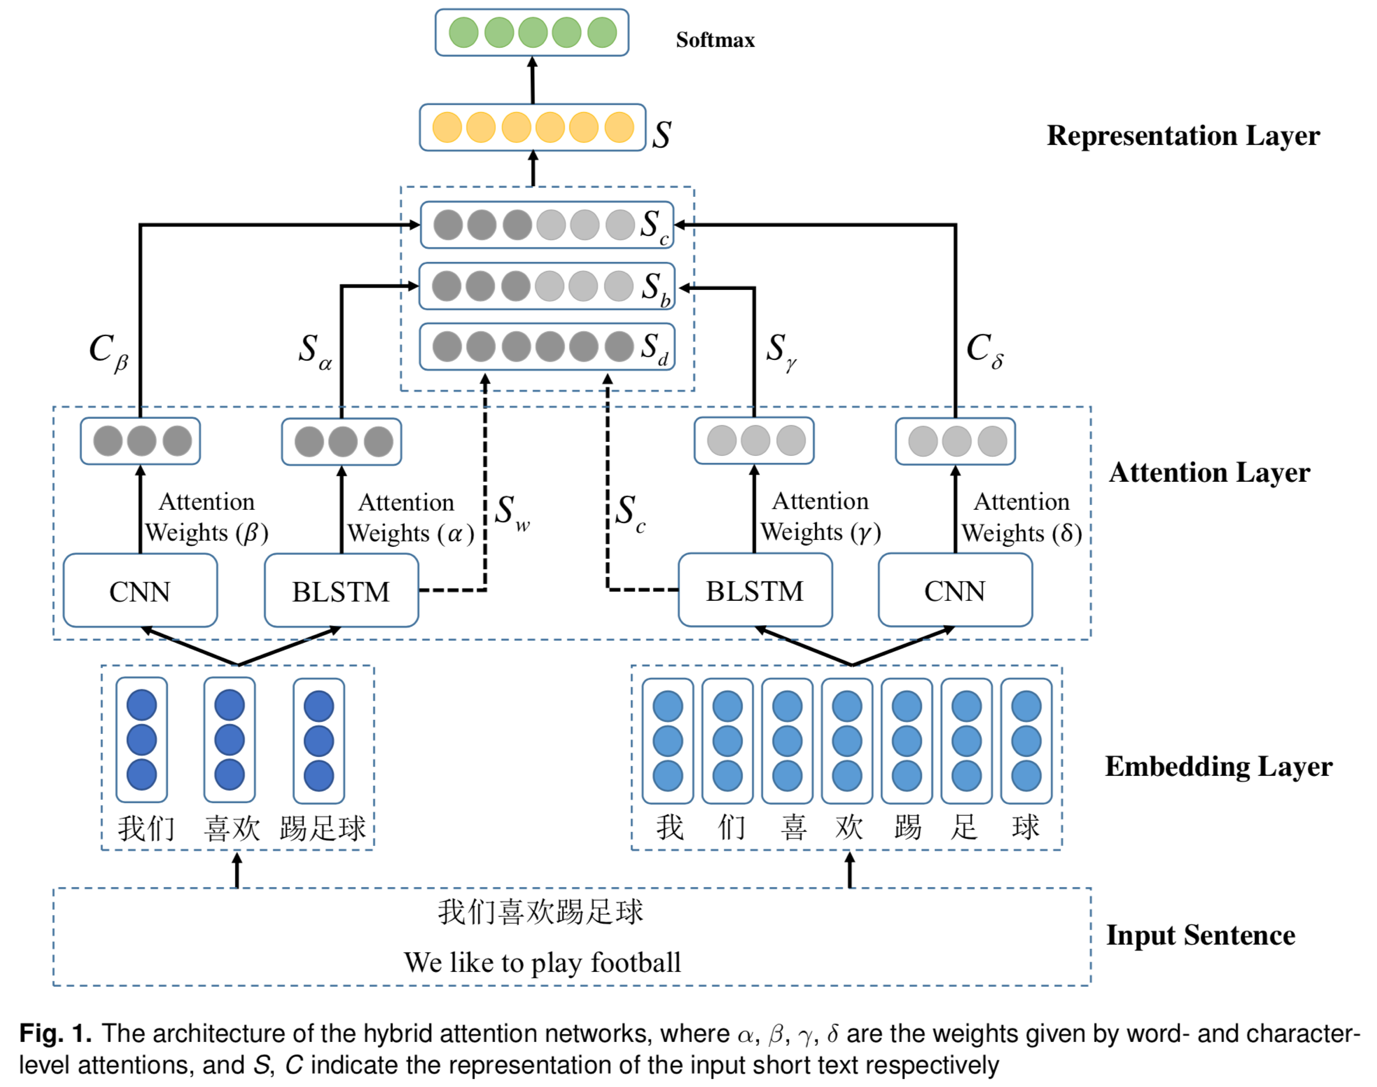 Softmax
S
Representation Layer
S_c
S_b
S_d
C_β
S_α
S_γ
C_δ
Attention Layer
Attention
Weights (β)
Attention
Weights (α)
S_w
S_c
Attention
Weights (γ)
Attention
Weights (δ)
CNN
BLSTM
BLSTM
CNN
Embedding Layer
我们 喜欢 踢足球
我 们 喜 欢 踢 足 球
我们喜欢踢足球
We like to play football
Input Sentence
Fig. 1. The architecture of the hybrid attention networks, where α, β, γ, δ are the weights given by word- and character-
level attentions, and S, C indicate the representation of the input short text respectively